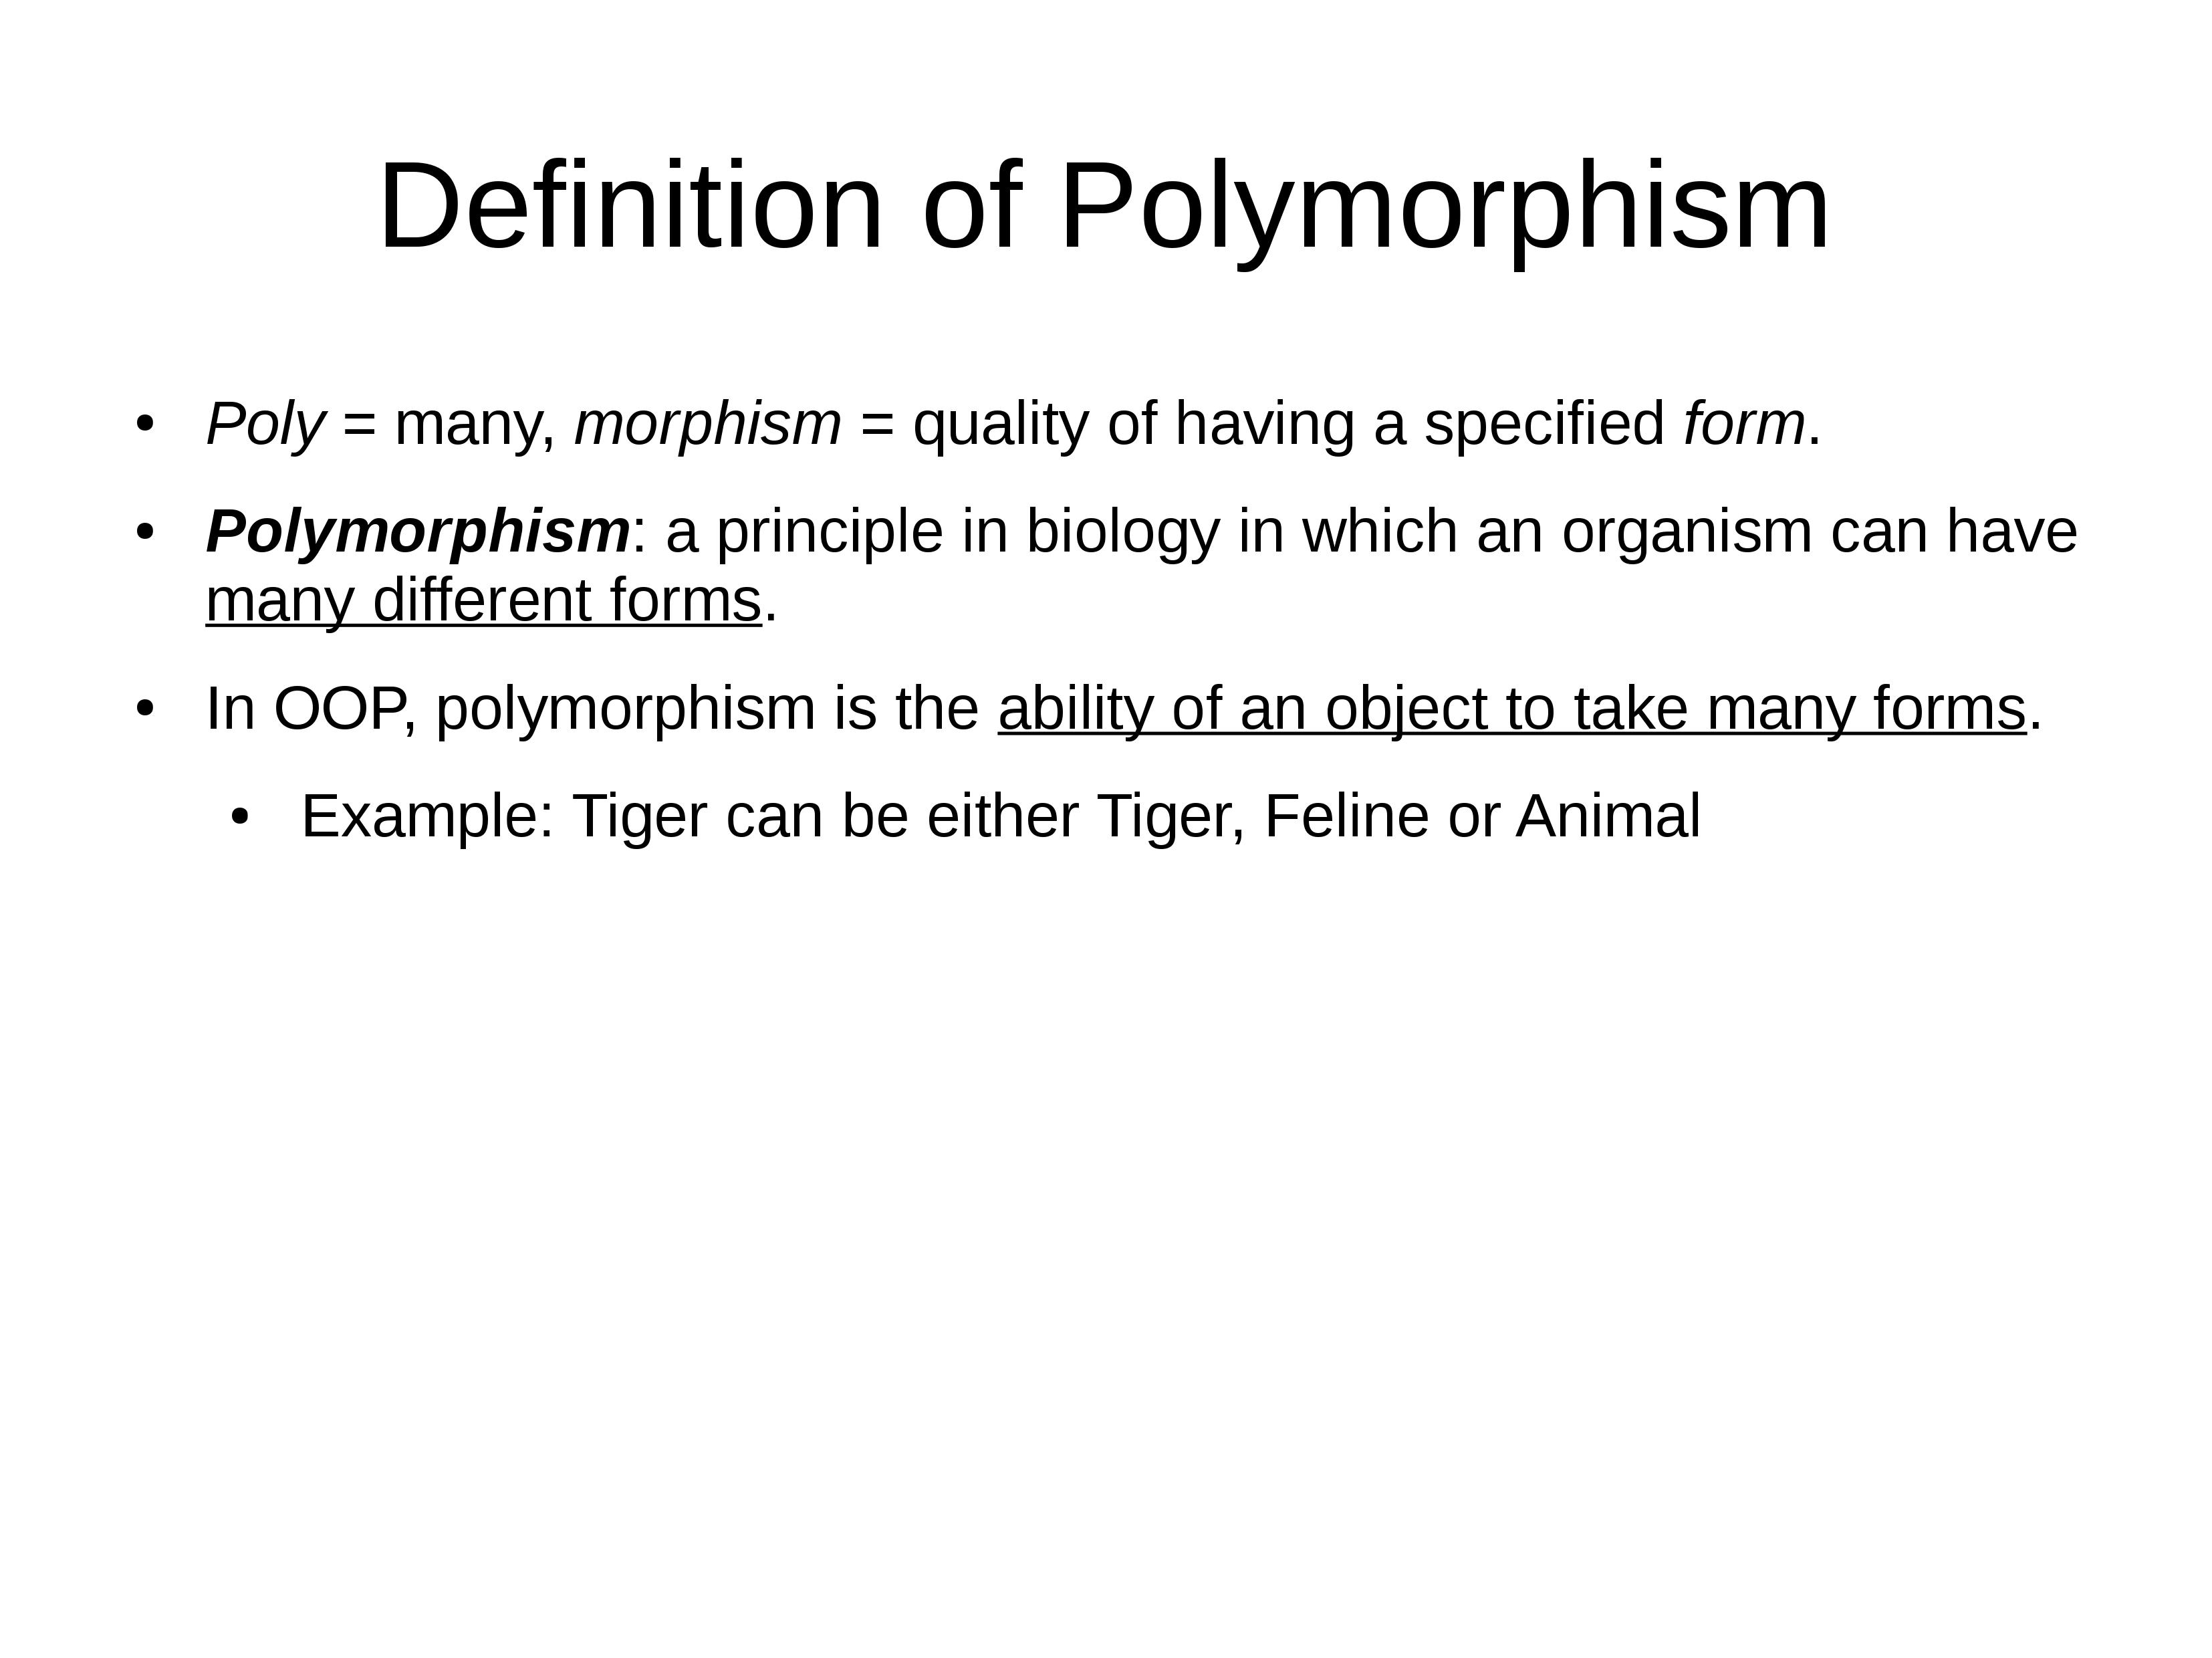 Definition of Polymorphism
• Poly = many, morphism = quality of having a specified form.
• Polymorphism: a principle in biology in which an organism can have
many different forms.
• In OOP, polymorphism is the ability of an object to take many forms.
• Example: Tiger can be either Tiger, Feline or Animal